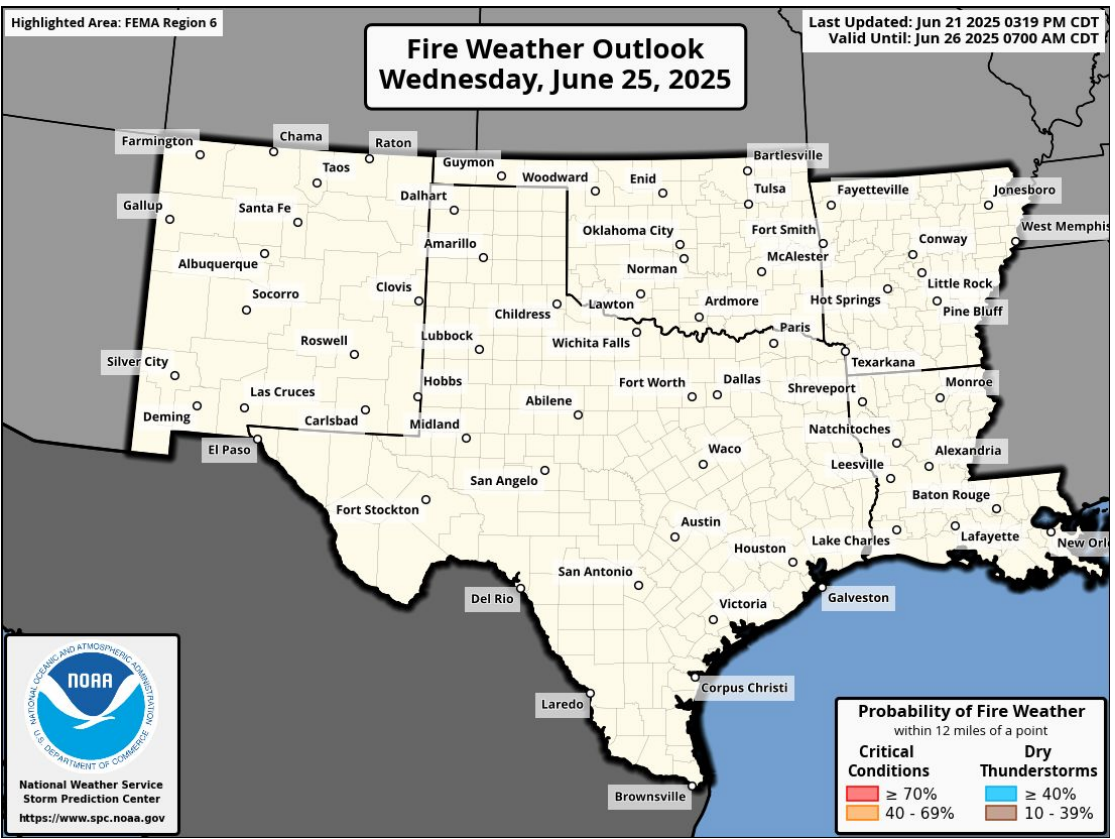 Highlighted Area: FEMA Region 6
Fire Weather Outlook
Wednesday, June 25, 2025
Last Updated: Jun 21 2025 0319 PM CDT
Valid Until: Jun 26 2025 0700 AM CDT
Farmington
Chama
Raton
Taos
Guymon
Woodward
Enid
Bartlesville
Tulsa
Fayetteville
Jonesboro
Gallup
Santa Fe
Dalhart
Oklahoma City
Fort Smith
West Memphis
Albuquerque
Amarillo
Norman
McAlester
Conway
Socorro
Clovis
Childress
Lawton
Ardmore
Hot Springs
Little Rock
Pine Bluff
Roswell
Lubbock
Wichita Falls
Paris
Texarkana
Silver City
Las Cruces
Hobbs
Abilene
Fort Worth
Dallas
Shreveport
Monroe
Deming
Carlsbad
Midland
Natchitoches
El Paso
San Angelo
Waco
Leesville
Alexandria
Fort Stockton
Baton Rouge
Austin
Houston
Lake Charles
Lafayette
New Orl
Del Rio
San Antonio
Victoria
Galveston
Laredo
Corpus Christi
Brownsville
NATIONAL OCEANIC AND ATMOSPHERIC ADMINISTRATION
NOAA
U.S. DEPARTMENT OF COMMERCE
National Weather Service
Storm Prediction Center
https://www.spc.noaa.gov
Probability of Fire Weather
within 12 miles of a point
Critical
Conditions
≥ 70%
40 - 69%
Dry
Thunderstorms
≥ 40%
10 - 39%